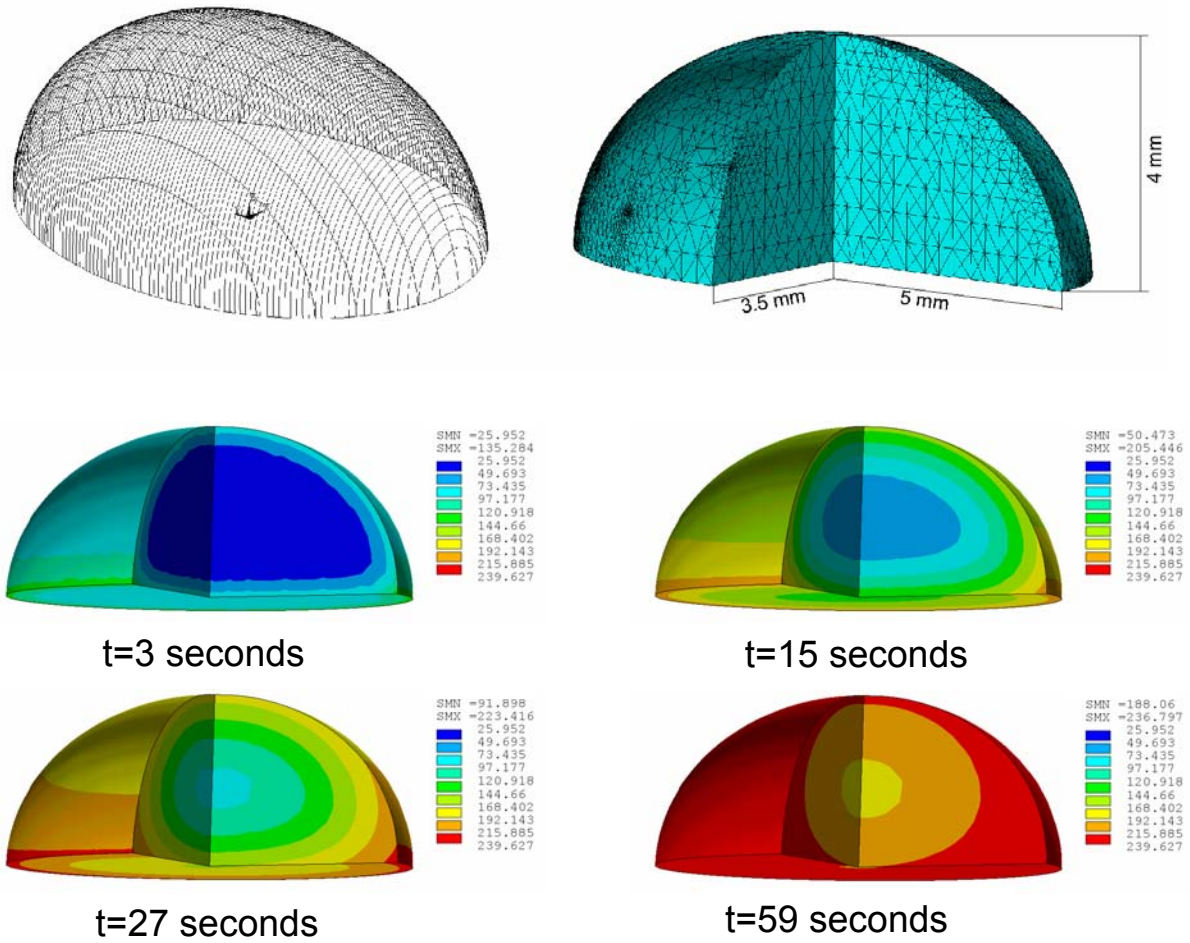 4 mm
3.5 mm
5 mm
SMN =25.952
SMX =135.284
25.952
49.693
73.435
97.177
120.918
144.66
168.402
192.143
215.885
239.627
t=3 seconds
SMN =50.473
SMX =205.446
25.952
49.693
73.435
97.177
120.918
144.66
168.402
192.143
215.885
239.627
t=15 seconds
SMN =91.898
SMX =223.416
25.952
49.693
73.435
97.177
120.918
144.66
168.402
192.143
215.885
239.627
t=27 seconds
SMN =188.06
SMX =236.797
25.952
49.693
73.435
97.177
120.918
144.66
168.402
192.143
215.885
239.627
t=59 seconds